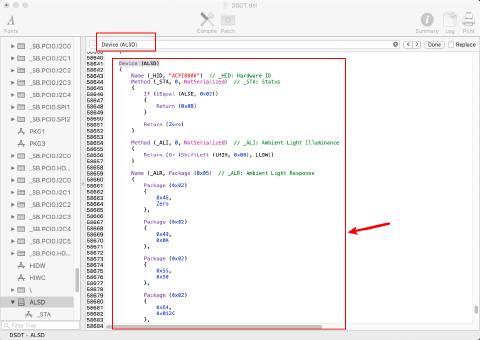 DSDT.dsl
Fonts
Compile
Patch
Summary
Log
Print
Device (ALSD)
Done
Replace
_SB.PCI0.I2C0
_SB.PCI0.I2C1
_SB.PCI0.I2C2
_SB.PCI0.I2C3
_SB.PCI0.I2C4
_SB.PCI0.SPI1
_SB.PCI0.SPI2
PKG1
PKG3
_SB.PCI0.I2C0
_SB.PCI0.HD...
_SB.PCI0.I2C0
_SB.PCI0.I2C1
_SB.PCI0.I2C2
_SB.PCI0.I2C3
_SB.PCI0.I2C4
_SB.PCI0.I2C5
_SB.PCI0.HD...
HIDW
HIWC
\
ALSD
_STA
Filter Tree
DSDT - ALSD
58640
58641 Device (ALSD)
58642 {
58643 Name (_HID, "ACPI0008") // _HID: Hardware ID
58644 Method (_STA, 0, NotSerialized) // _STA: Status
58645 {
58646 If (LEqual (ALSE, 0x02))
58647 {
58648 Return (0x0B)
58649 }
58650
58651 Return (Zero)
58652 }
58653
58654 Method (_ALI, 0, NotSerialized) // _ALI: Ambient Light Illuminance
58655 {
58656 Return (Or (ShiftLeft (LHIH, 0x08), LLOW))
58657 }
58658
58659 Name (_ALR, Package (0x05) // _ALR: Ambient Light Response
58660 {
58661 Package (0x02)
58662 {
58663 0x46,
58664 Zero
58665 },
58666
58667 Package (0x02)
58668 {
58669 0x49,
58670 0x0A
58671 },
58672
58673 Package (0x02)
58674 {
58675 0x55,
58676 0x50
58677 },
58678
58679 Package (0x02)
58680 {
58681 0x64,
58682 0x012C
58683 },
58684